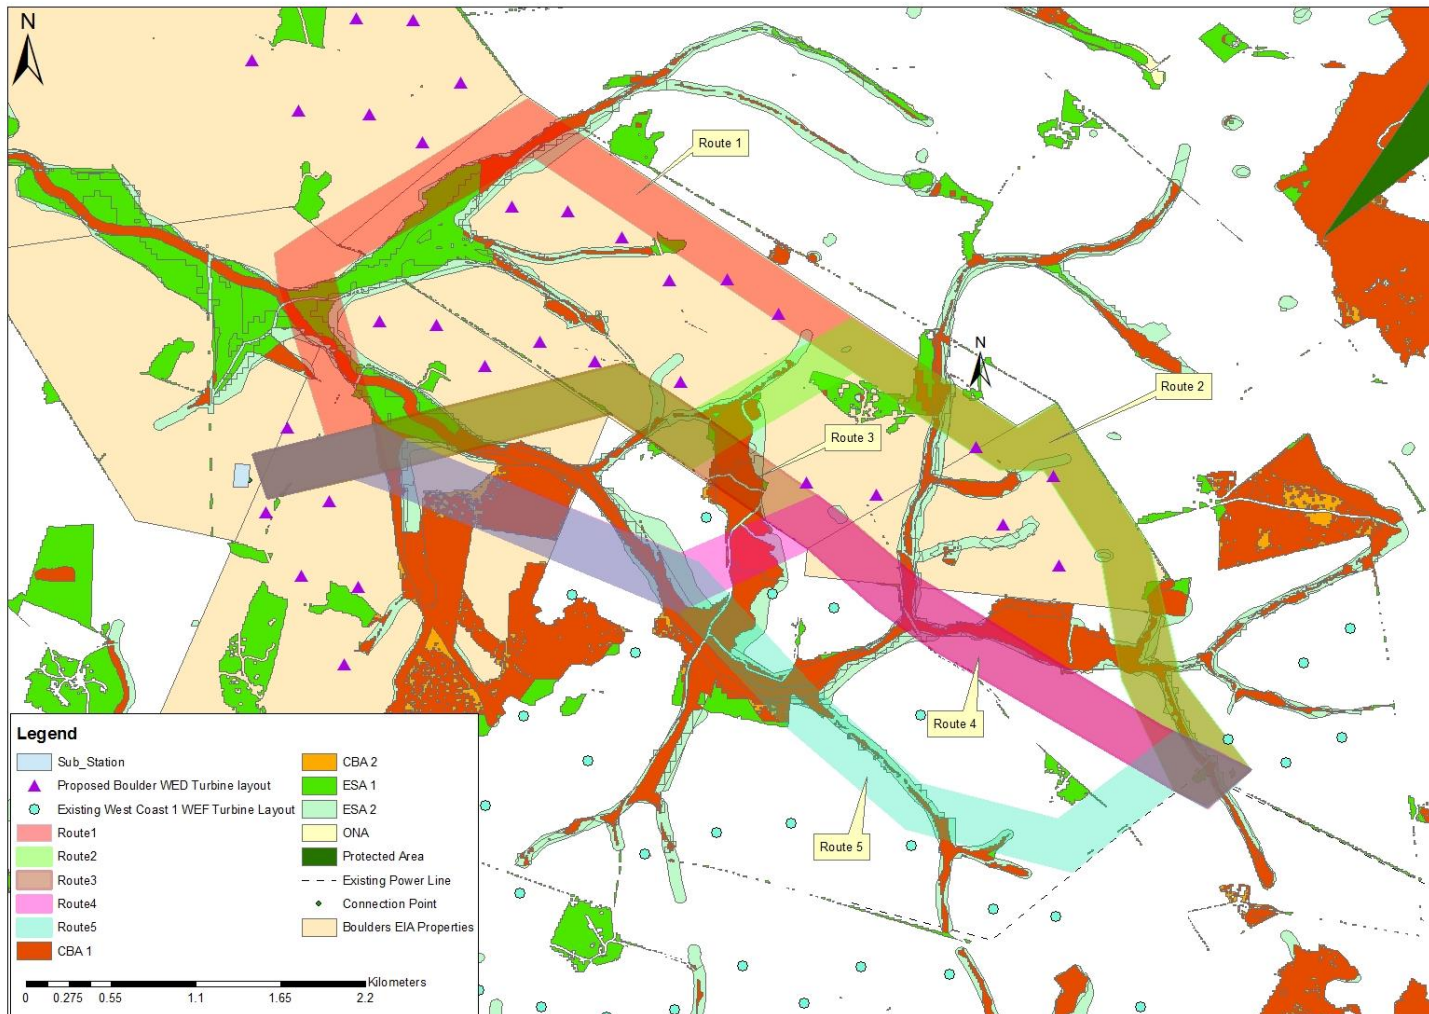 N
Route 1
N
Route 2
Route 3
Route 4
Route 5
Legend
Sub_Station
Proposed Boulder WED Turbine layout
Existing West Coast 1 WEF Turbine Layout
Route1
Route2
Route3
Route4
Route5
CBA 1
CBA 2
ESA 1
ESA 2
ONA
Protected Area
Existing Power Line
Connection Point
Boulders EIA Properties
Kilometers
0 0.275 0.55 1.1 1.65 2.2